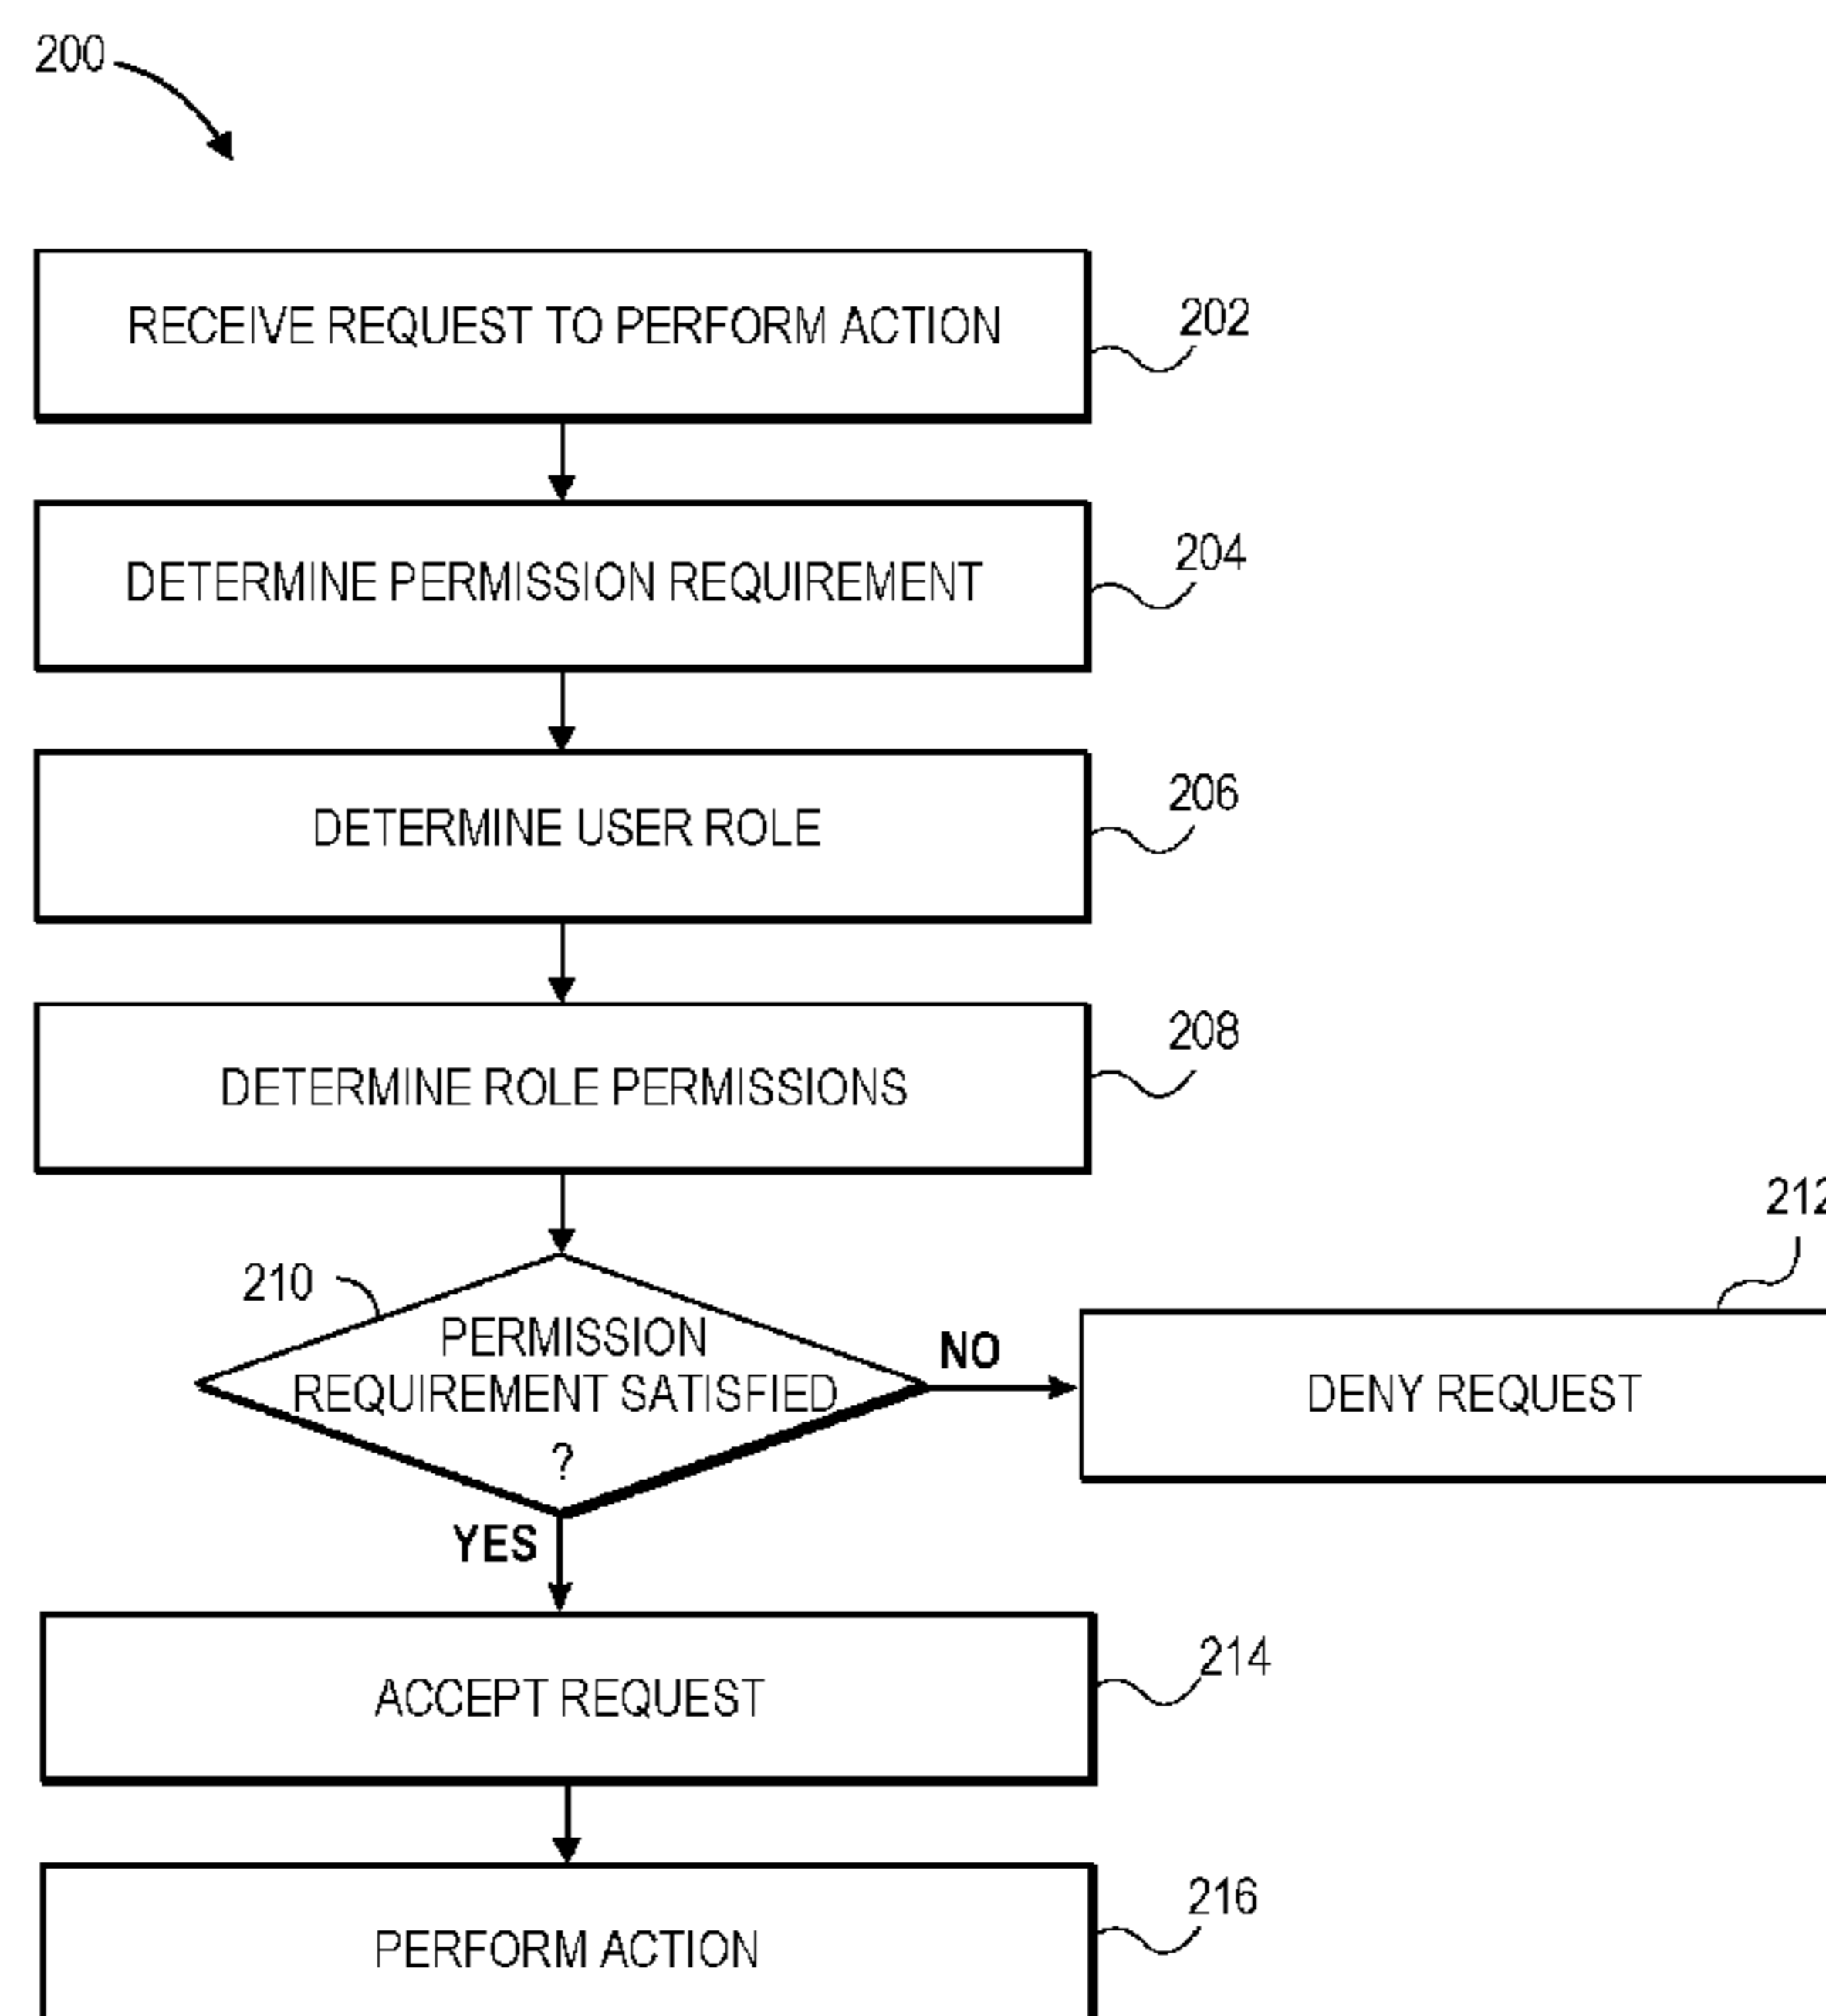 200
RECEIVE REQUEST TO PERFORM ACTION
202
DETERMINE PERMISSION REQUIREMENT
204
DETERMINE USER ROLE
206
DETERMINE ROLE PERMISSIONS
208
212
210
PERMISSION
REQUIREMENT SATISFIED
?
NO
DENY REQUEST
YES
ACCEPT REQUEST
214
PERFORM ACTION
216